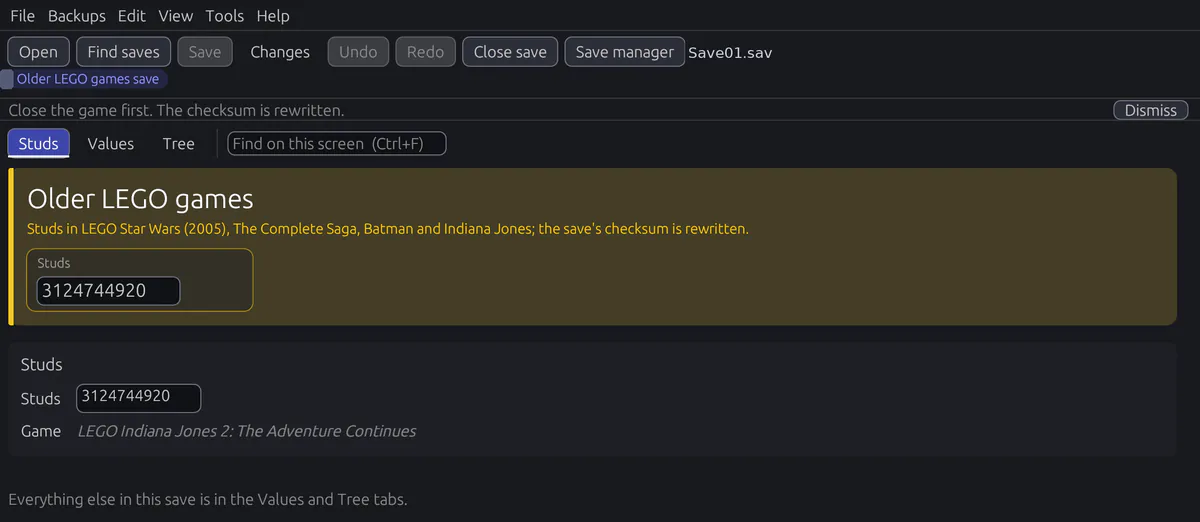 File Backups Edit View Tools Help
Open Find saves Save Changes Undo Redo Close save Save manager Save01.sav
Older LEGO games save
Close the game first. The checksum is rewritten. Dismiss
Studs Values Tree Find on this screen (Ctrl+F)
Older LEGO games
Studs in LEGO Star Wars (2005), The Complete Saga, Batman and Indiana Jones; the save's checksum is rewritten.
Studs
3124744920
Studs
Studs 3124744920
Game LEGO Indiana Jones 2: The Adventure Continues
Everything else in this save is in the Values and Tree tabs.